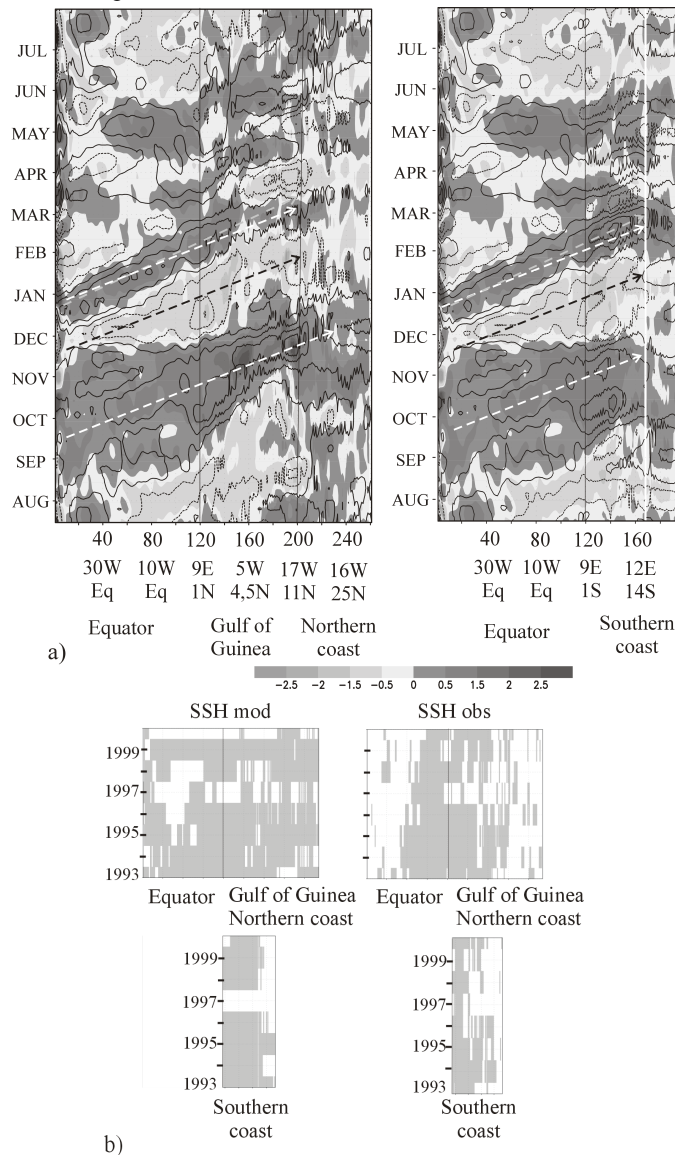 JUL
JUN
MAY
APR
MAR
FEB
JAN
DEC
NOV
OCT
SEP
AUG
40 80 120 160 200 240
30W 10W 9E 5W 17W 16W
Eq Eq 1N 4,5N 11N 25N
Equator Gulf of Guinea Northern coast
JUL
JUN
MAY
APR
MAR
FEB
JAN
DEC
NOV
OCT
SEP
AUG
40 80 120 160
30W 10W 9E 12E
Eq Eq 1S 14S
Equator Southern coast
a)
-2.5 -2 -1.5 -0.5 0 0.5 1.5 2 2.5
SSH mod
1999
1997
1995
1993
Equator Gulf of Guinea
Northern coast
SSH obs
1999
1997
1995
1993
Equator Gulf of Guinea
Northern coast
1999
1997
1995
1993
Southern
coast
1999
1997
1995
1993
Southern
coast
b)